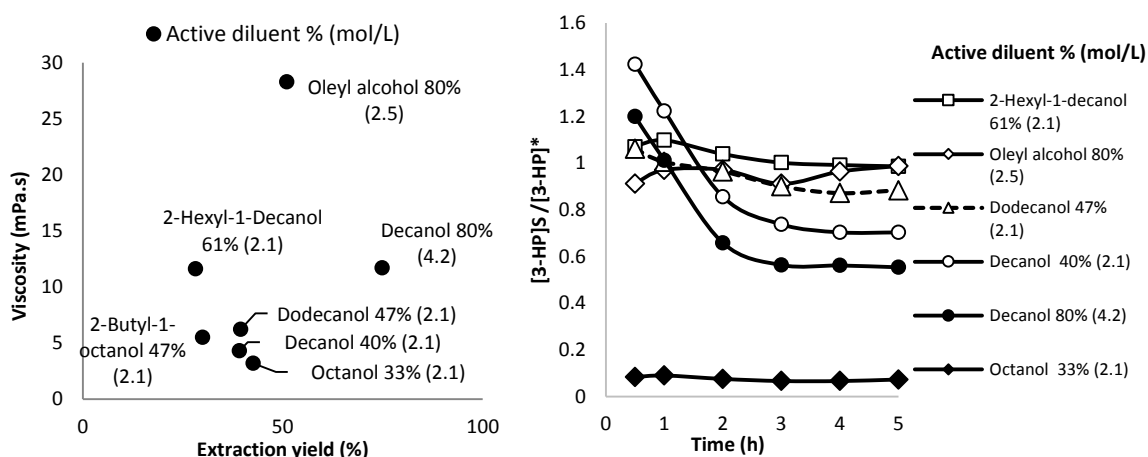 Active diluent % (mol/L)
30
25
20
15
10
5
0
Viscosity (mPa.s)
Oleyl alcohol 80%
(2.5)
2-Hexyl-1-Decanol
61% (2.1)
Decanol 80%
(4.2)
2-Butyl-1-
octanol 47%
(2.1)
Dodecanol 47% (2.1)
Decanol 40% (2.1)
Octanol 33% (2.1)
0
50
100
Extraction yield (%)
1.6
1.4
1.2
1
0.8
0.6
0.4
0.2
0
[3-HP]S /[3-HP]*
0
1
2
3
4
5
Time (h)
Active diluent % (mol/L)
2-Hexyl-1-decanol
61% (2.1)
Oleyl alcohol 80%
(2.5)
Dodecanol 47%
(2.1)
Decanol 40% (2.1)
Decanol 80% (4.2)
Octanol 33% (2.1)